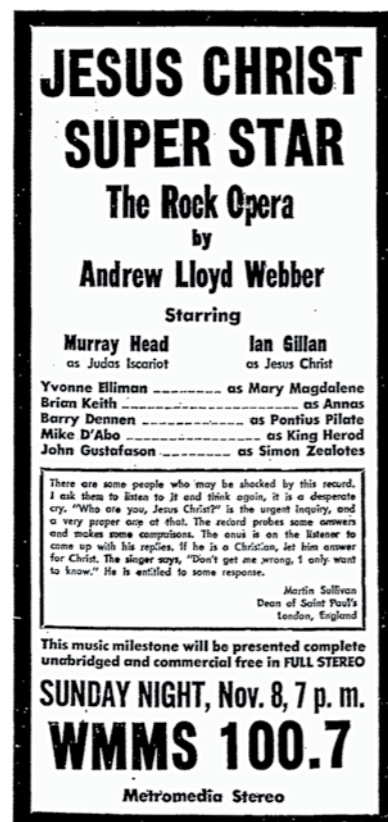 JESUS CHRIST
SUPER STAR
The Rock Opera
by
Andrew Lloyd Webber
Starring
Murray Head Ian Gillan
as Judas Iscariot as Jesus Christ
Yvonne Elliman -------- as Mary Magdalene
Brian Keith ------------------ as Annas
Barry Dennen ---------- as Pontius Pilate
Mike D'Abo -------------- as King Herod
John Gustafason -------- as Simon Zealotes
There are some people who may be shocked by this record.
I ask them to listen to it and think again, it is a desperate
cry. "Who are you, Jesus Christ?" is the urgent inquiry, and
a very proper one at that. The record probes some answers
and makes some comparisons. The onus is on the listener to
come up with his replies. If he is a Christian, let him answer
for Christ. The singer says, "Don't get me wrong, I only want
to know." He is entitled to some response.
Martin Sullivan
Dean of Saint Paul's
London, England
This music milestone will be presented complete
unabridged and commercial free in FULL STEREO
SUNDAY NIGHT, Nov. 8, 7 p. m.
WMMS 100.7
Metromedia Stereo